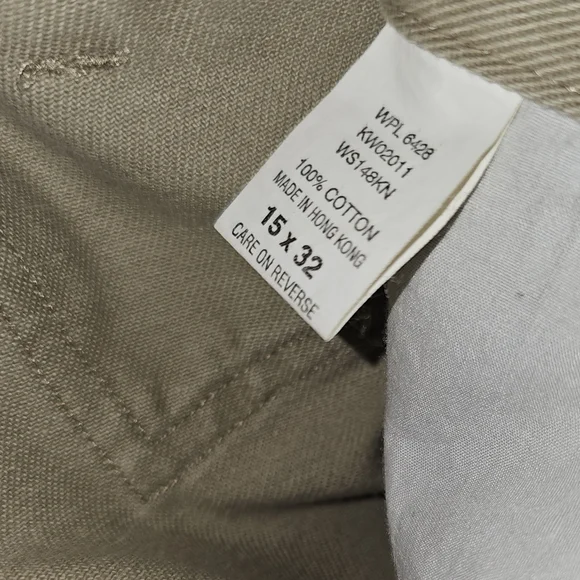 WPL 6428
KW02011
WS148KN
100% COTTON
MADE IN HONG KONG
15 x 32
CARE ON REVERSE